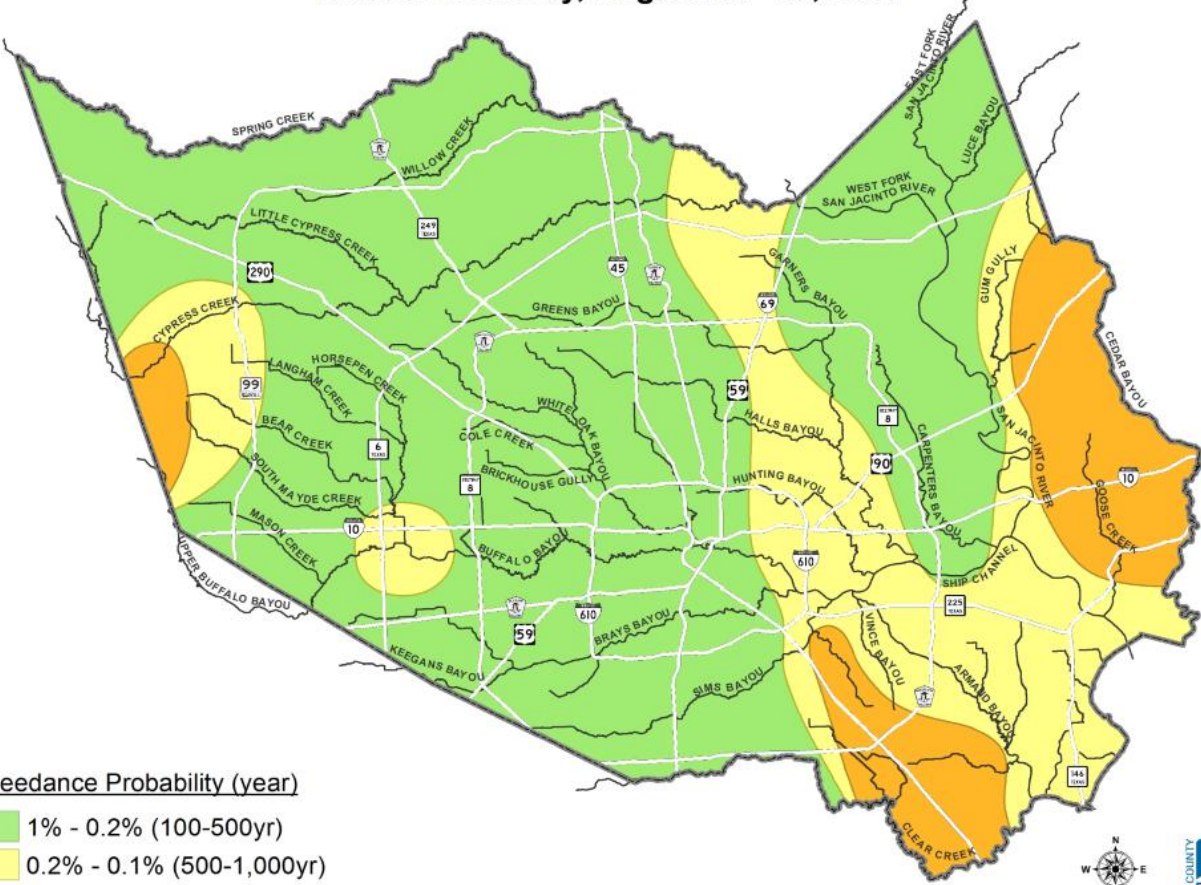 EAST FORK
SAN JACINTO RIVER
SPRING CREEK
LUCE BAYOU
WILLOW CREEK
WEST FORK
SAN JACINTO RIVER
LITTLE CYPRESS CREEK
249
TEXAS
290
45
GARNERS BAYOU
GUM GULLY
69
CYPRESS CREEK
GREENS BAYOU
CEDAR BAYOU
HORSEPEN CREEK
LANGHAM CREEK
99
59
WHITE OAK BAYOU
HALLS BAYOU
8
CARPENTERS BAYOU
SAN JACINTO RIVER
BEAR CREEK
COLE CREEK
6
TEXAS
90
BRICKHOUSE GULLY
HUNTING BAYOU
10
GOOSE CREEK
SOUTH MAYDE CREEK
8
MASON CREEK
10
BUFFALO BAYOU
610
SHIP CHANNEL
UPPER BUFFALO BAYOU
225
TEXAS
59
610
BRAYS BAYOU
VINCE BAYOU
KEEGANS BAYOU
SIMS BAYOU
ARMAND BAYOU
146
TEXAS
CLEAR CREEK
eedance Probability (year)
1% - 0.2% (100-500yr)
0.2% - 0.1% (500-1,000yr)
N
W
E
COUNTY